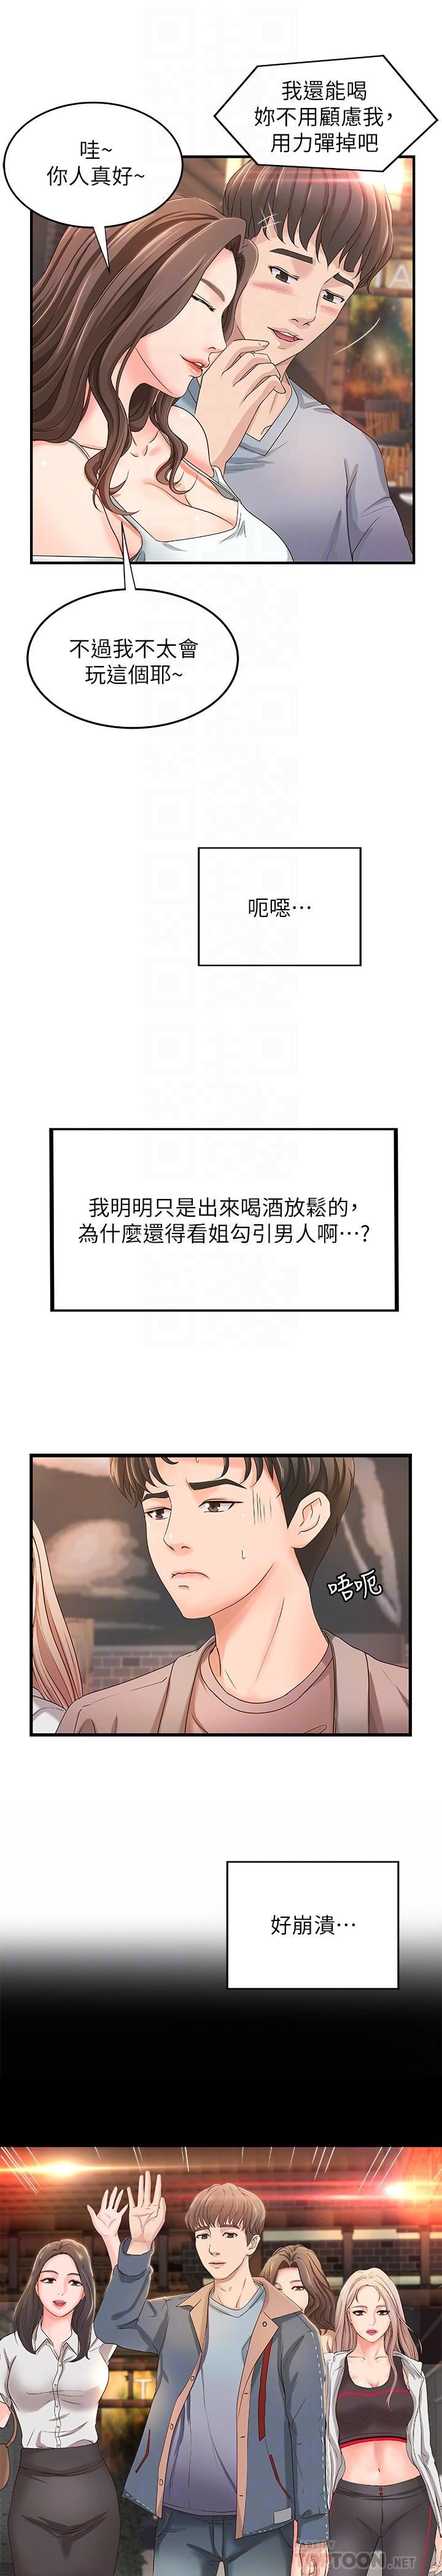 我還能喝
妳不用顧慮我，
用力彈掉吧
哇~
你人真好~
不過我不太會
玩這個耶~
呃噁…
我明明只是出來喝酒放鬆的，
為什麼還得看姐勾引男人啊…?
唔呃
好崩潰…
TOPTOON.NET